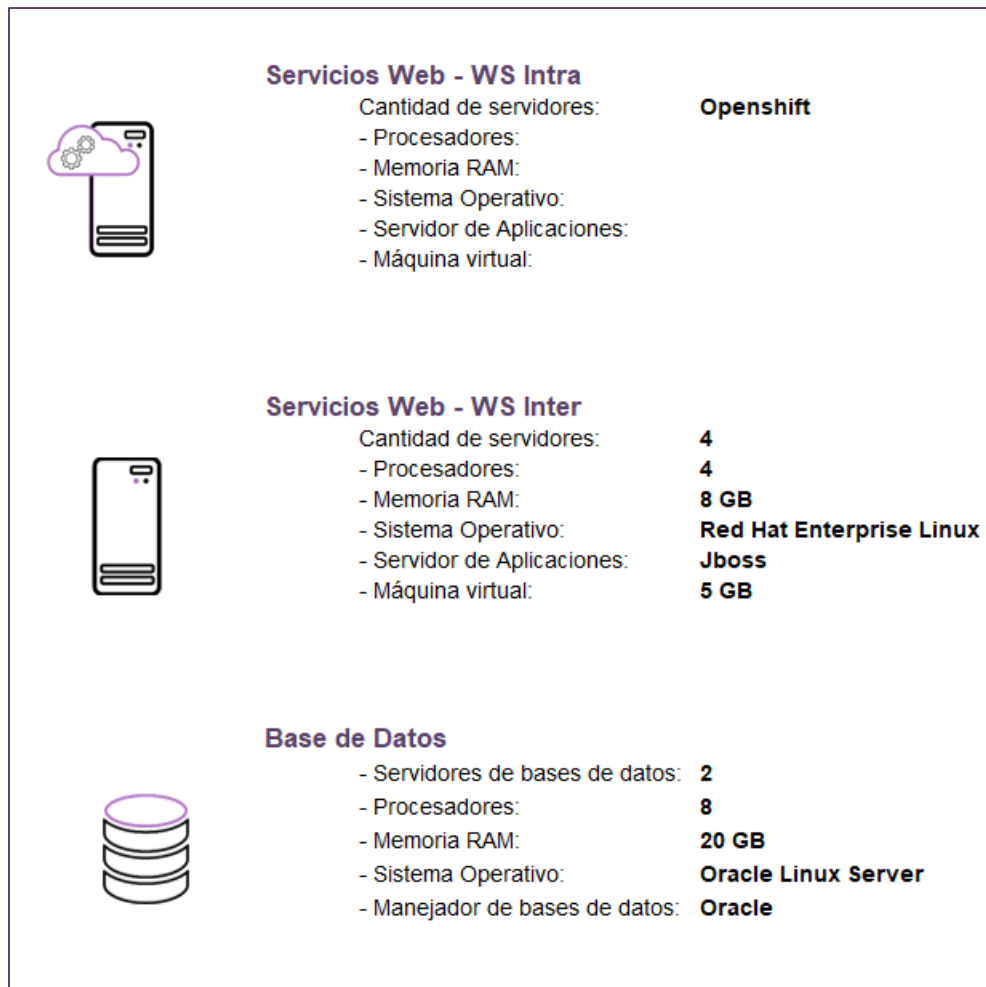 Servicios Web - WS Intra
Cantidad de servidores: Openshift
- Procesadores:
- Memoria RAM:
- Sistema Operativo:
- Servidor de Aplicaciones:
- Máquina virtual:
Servicios Web - WS Inter
Cantidad de servidores: 4
- Procesadores: 4
- Memoria RAM: 8 GB
- Sistema Operativo: Red Hat Enterprise Linux
- Servidor de Aplicaciones: Jboss
- Máquina virtual: 5 GB
Base de Datos
- Servidores de bases de datos: 2
- Procesadores: 8
- Memoria RAM: 20 GB
- Sistema Operativo: Oracle Linux Server
- Manejador de bases de datos: Oracle